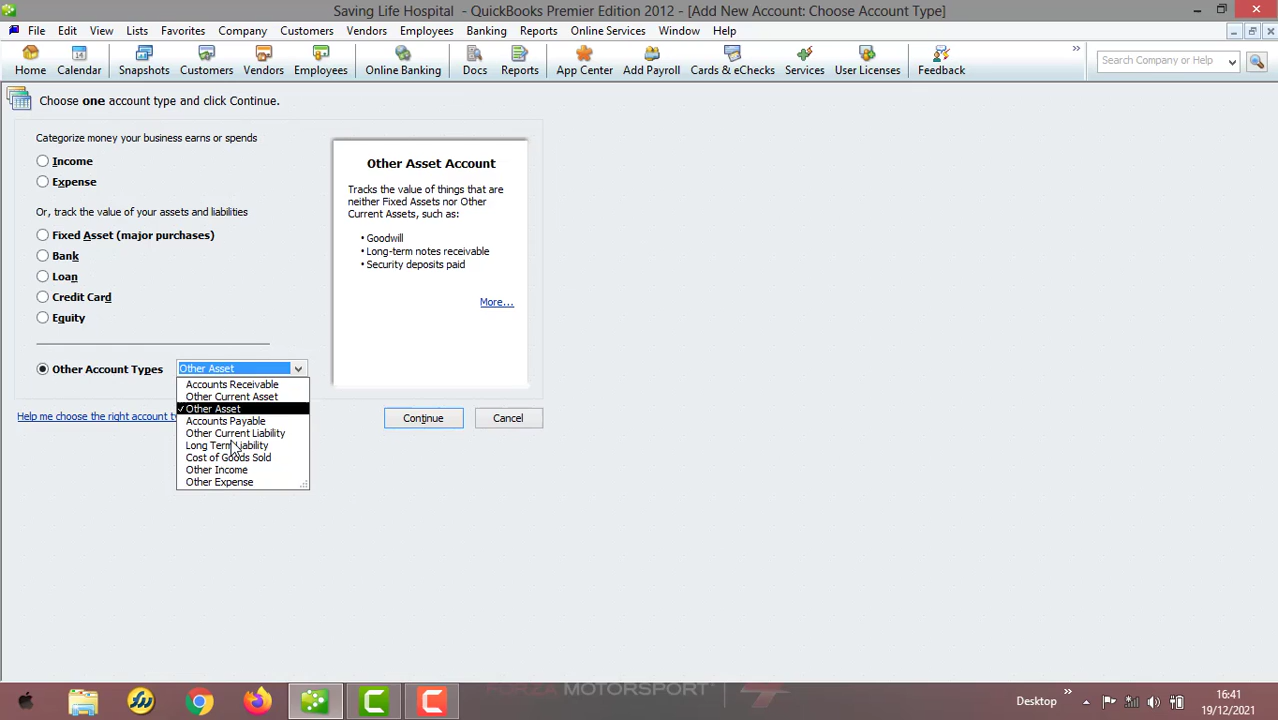 Saving Life Hospital - QuickBooks Premier Edition 2012 - [Add New Account: Choose Account Type]
File Edit View Lists Favorites Company Customers Vendors Employees Banking Reports Online Services Window Help
Home Calendar Snapshots Customers Vendors Employees Online Banking Docs Reports App Center Add Payroll Cards & eChecks Services User Licenses Feedback
Search Company or Help
Choose one account type and click Continue.
Categorize money your business earns or spends
Income
Expense
Or, track the value of your assets and liabilities
Fixed Asset (major purchases)
Bank
Loan
Credit Card
Equity
Other Account Types Other Asset
Accounts Receivable
Other Current Asset
Other Asset
Accounts Payable
Other Current Liability
Long Term Liability
Cost of Goods Sold
Other Income
Other Expense
Help me choose the right account
Other Asset Account
Tracks the value of things that are
neither Fixed Assets nor Other
Current Assets, such as:
• Goodwill
• Long-term notes receivable
• Security deposits paid
More...
Continue Cancel
FORZA MOTORSPORT
Desktop
16:41
19/12/2021